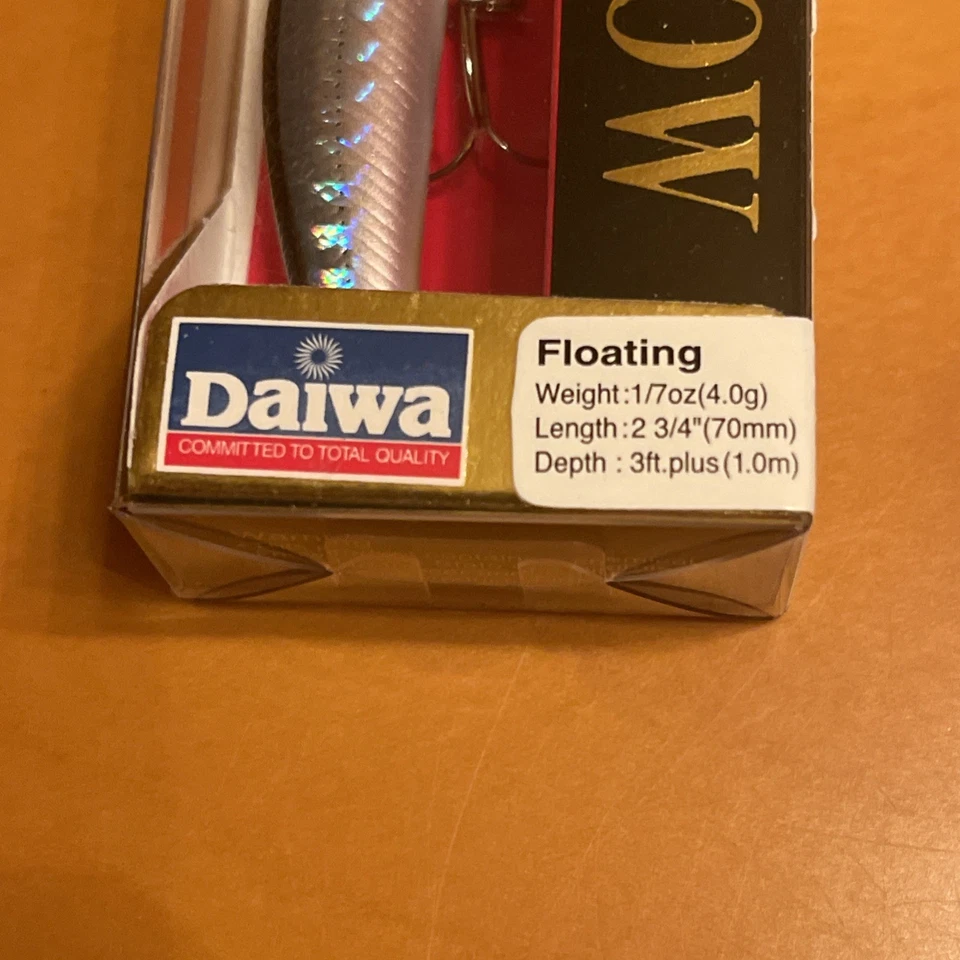 OW
Daiwa
COMMITTED TO TOTAL QUALITY
Floating
Weight:1/7oz(4.0g)
Length:2 3/4"(70mm)
Depth : 3ft.plus(1.0m)